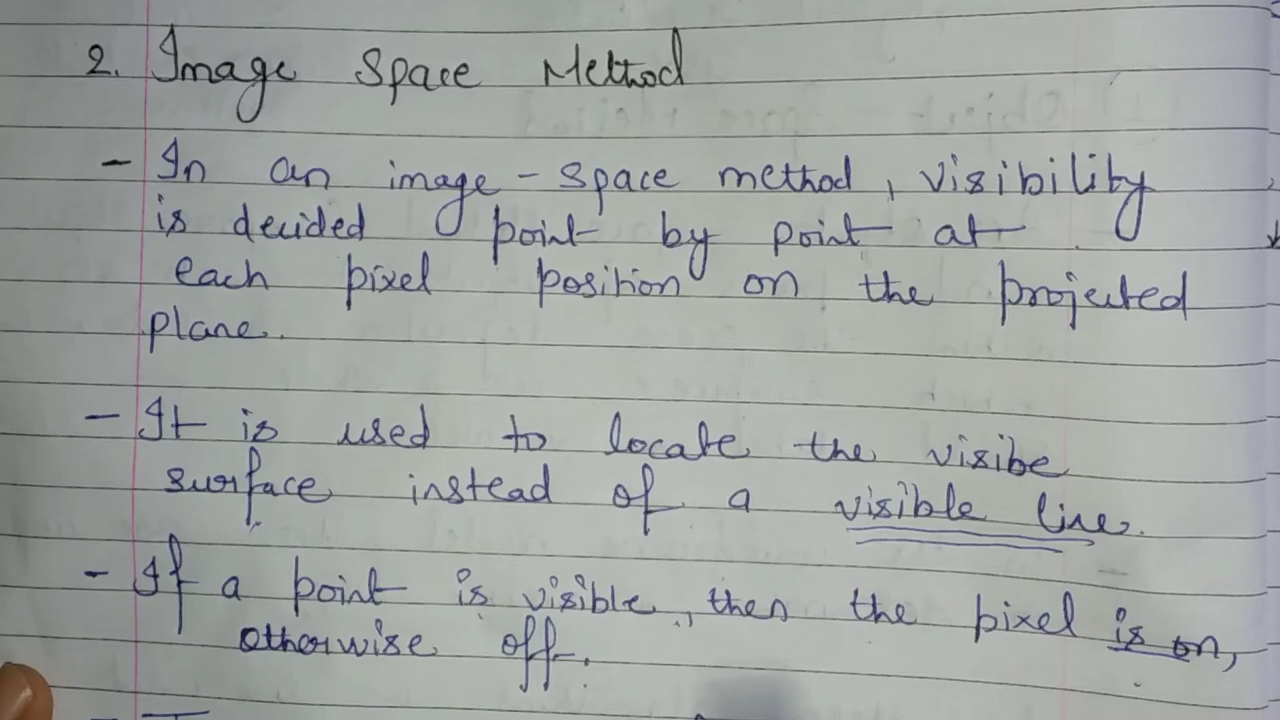 2. Image Space Method
- In an image - space method, visibility
is decided point by point at
each pixel position on the projected
plane.
- It is used to locate the visibe
surface instead of a visible line.
- If a point is visible, then the pixel is on,
otherwise off.